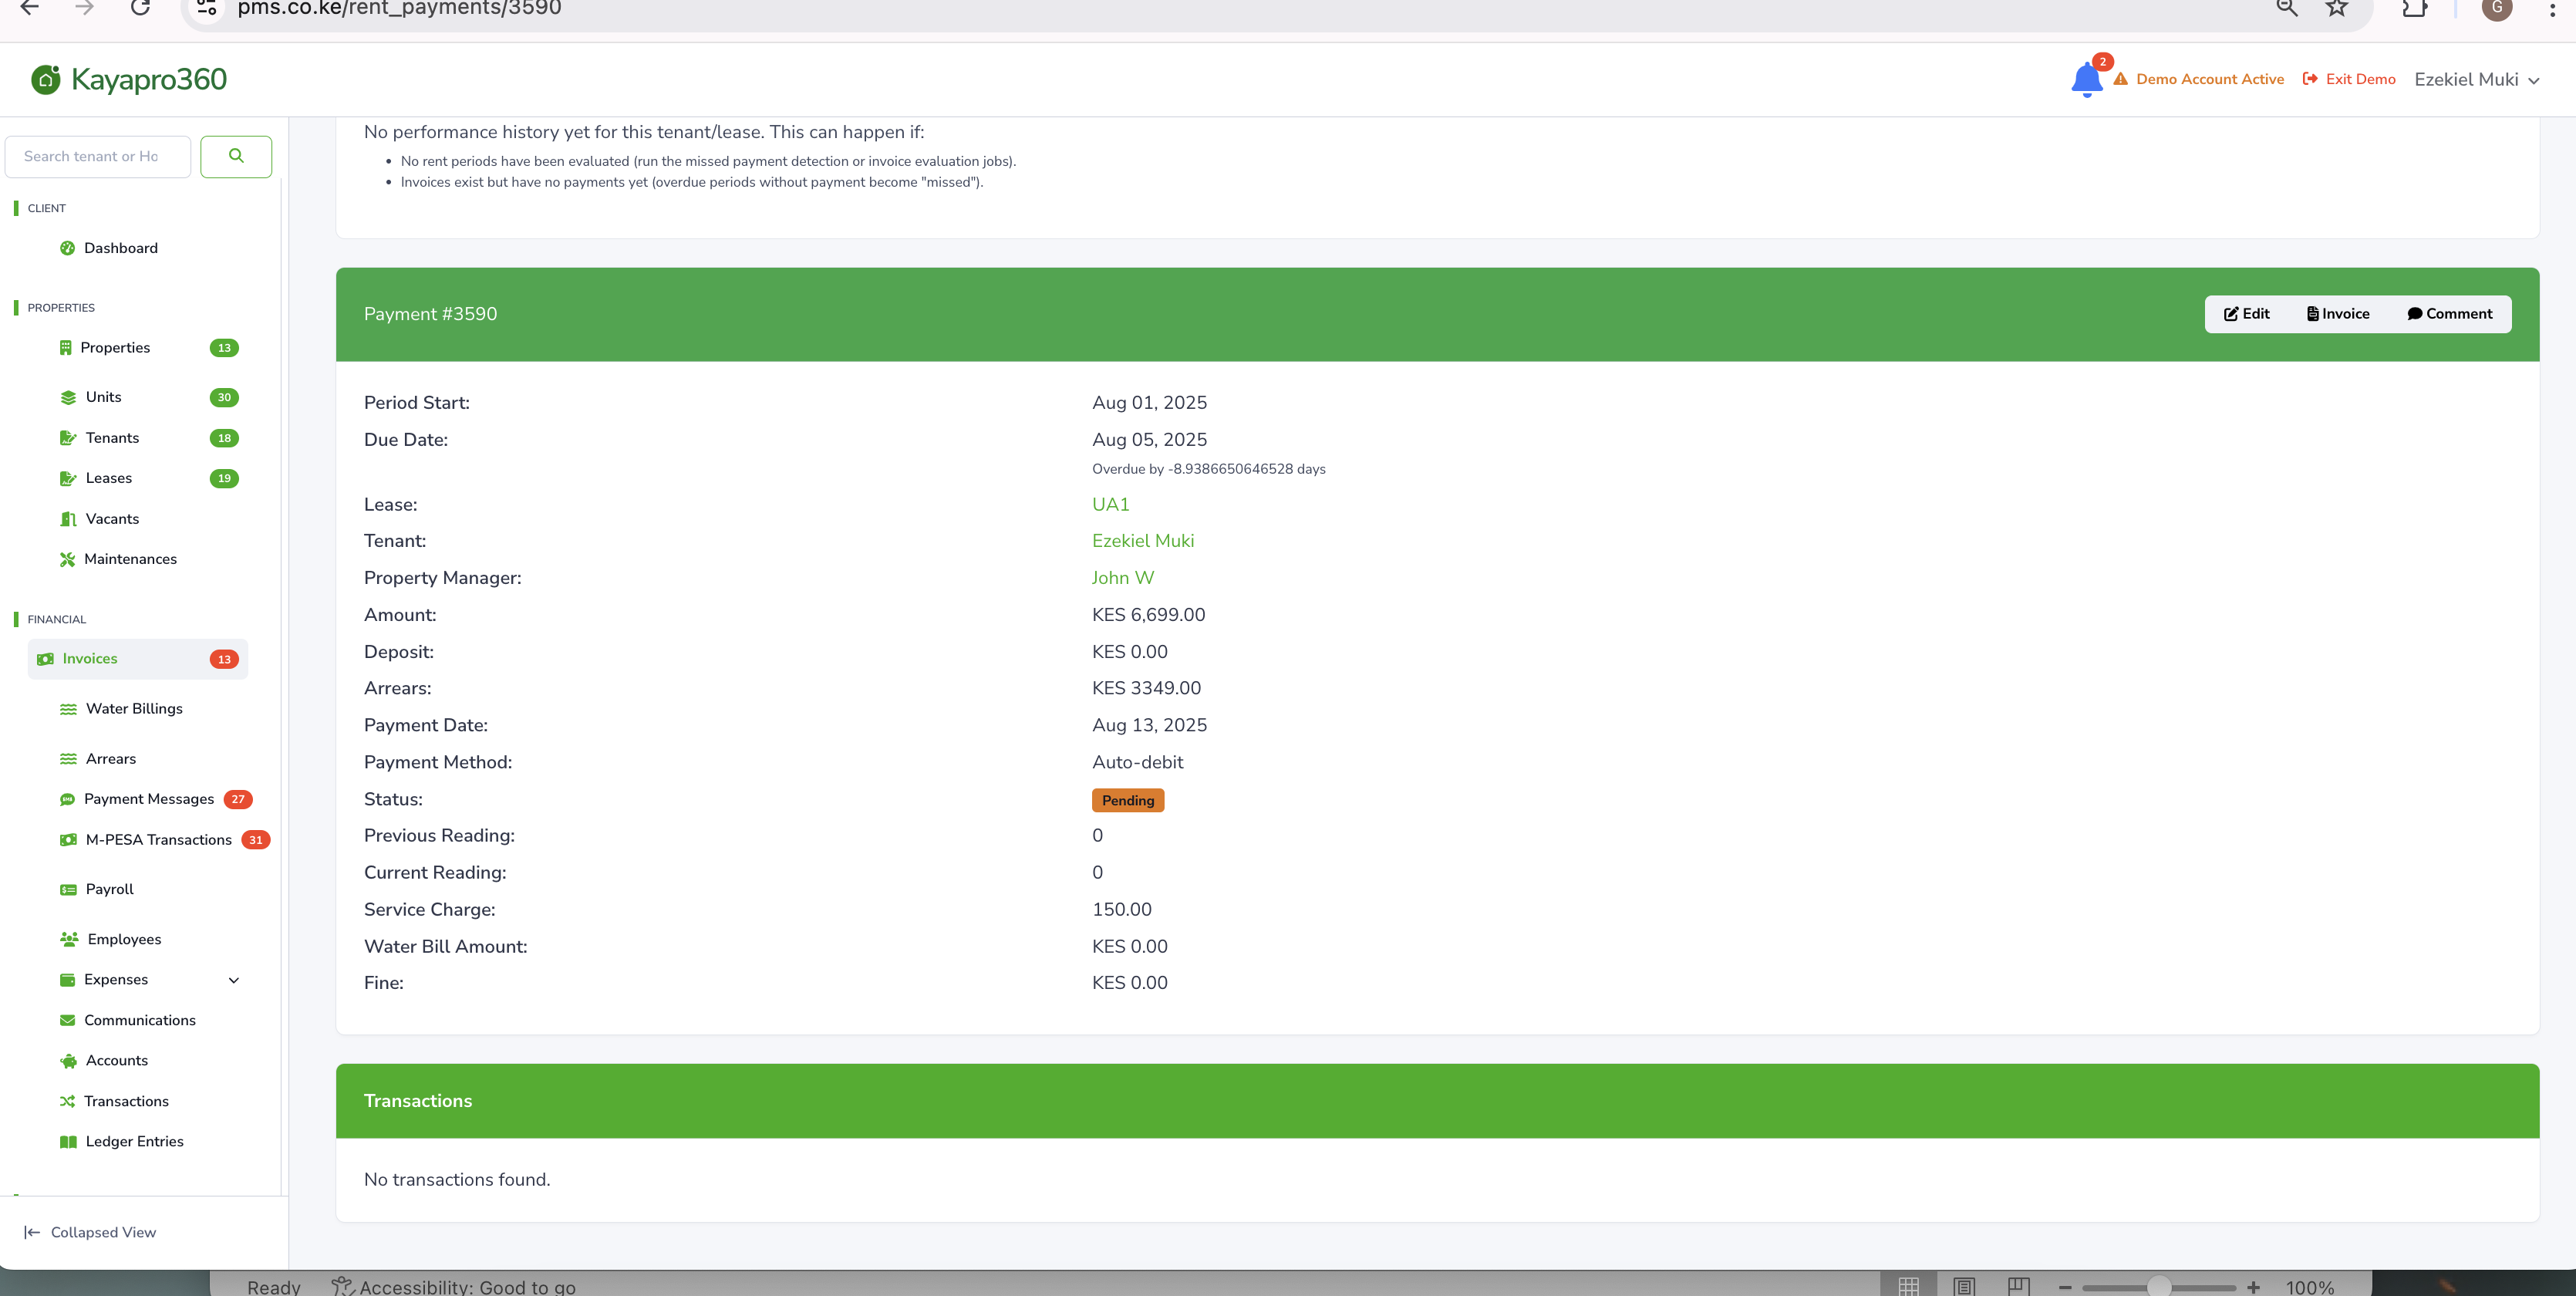 pms.co.ke/rent_payments/3590
G
Kayapro360
2
Demo Account Active
Exit Demo
Ezekiel Muki
Search tenant or Ho
CLIENT
Dashboard
PROPERTIES
Properties 13
Units 30
Tenants 18
Leases 19
Vacants
Maintenances
FINANCIAL
Invoices 13
Water Billings
Arrears
Payment Messages 27
M-PESA Transactions 31
Payroll
Employees
Expenses
Communications
Accounts
Transactions
Ledger Entries
Collapsed View
No performance history yet for this tenant/lease. This can happen if:
• No rent periods have been evaluated (run the missed payment detection or invoice evaluation jobs).
• Invoices exist but have no payments yet (overdue periods without payment become "missed").
Payment #3590
Edit Invoice Comment
Period Start: Aug 01, 2025
Due Date: Aug 05, 2025
Overdue by -8.9386650646528 days
Lease: UA1
Tenant: Ezekiel Muki
Property Manager: John W
Amount: KES 6,699.00
Deposit: KES 0.00
Arrears: KES 3349.00
Payment Date: Aug 13, 2025
Payment Method: Auto-debit
Status: Pending
Previous Reading: 0
Current Reading: 0
Service Charge: 150.00
Water Bill Amount: KES 0.00
Fine: KES 0.00
Transactions
No transactions found.
Ready Accessibility: Good to go 100%